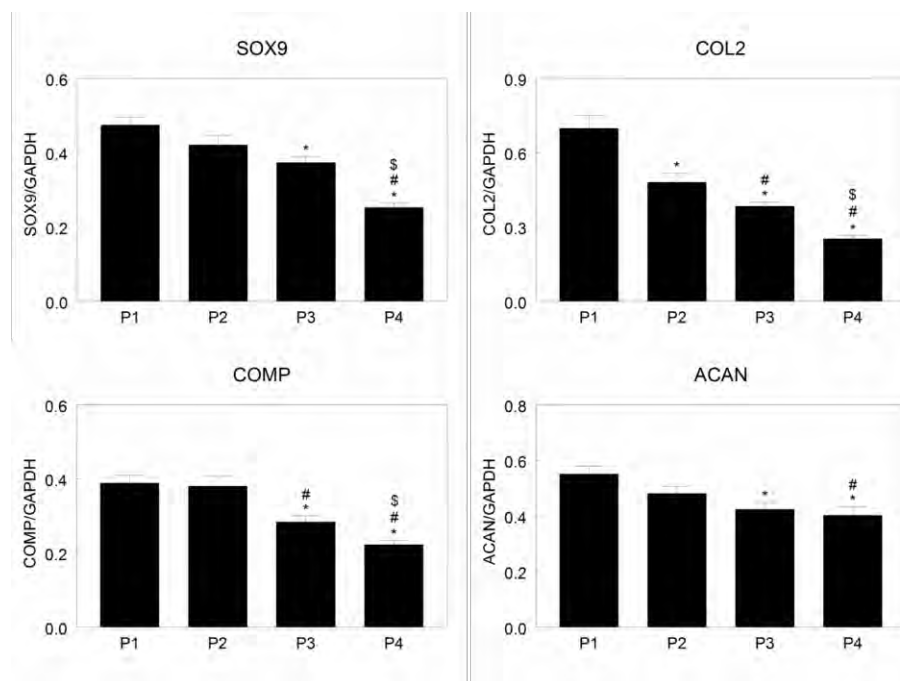 SOX9
SOX9/GAPDH
0.6
0.4
0.2
0.0
*
$
#
*
P1 P2 P3 P4
COL2
COL2/GAPDH
0.9
0.6
0.3
0.0
*
#
*
$
#
*
P1 P2 P3 P4
COMP
COMP/GAPDH
0.6
0.4
0.2
0.0
#
*
$
#
*
P1 P2 P3 P4
ACAN
ACAN/GAPDH
0.8
0.6
0.4
0.2
0.0
*
#
*
P1 P2 P3 P4